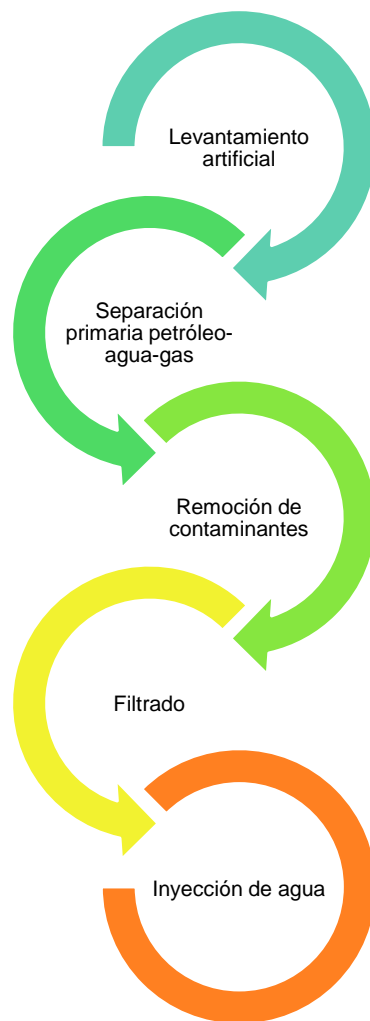 Levantamiento
artificial
Separación
primaria petróleo-
agua-gas
Remoción de
contaminantes
Filtrado
Inyección de agua